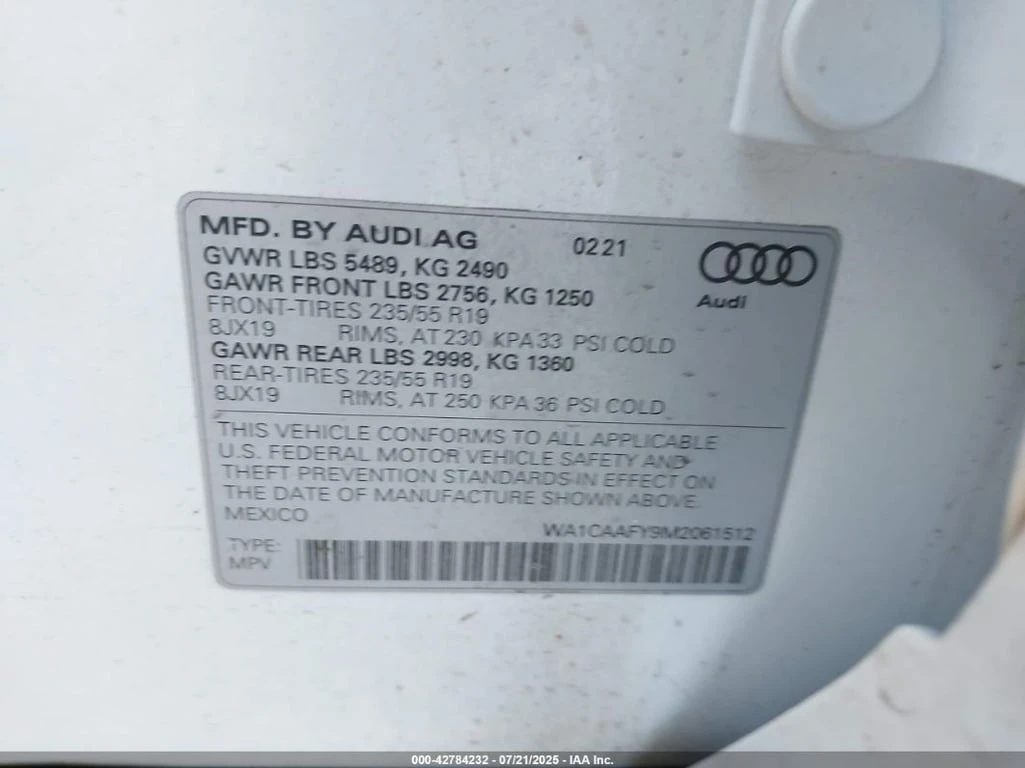 MFD. BY AUDI AG 0221
GVWR LBS 5489, KG 2490
GAWR FRONT LBS 2756, KG 1250
FRONT-TIRES 235/55 R19
8JX19 RIMS, AT 230 KPA 33 PSI COLD
GAWR REAR LBS 2998, KG 1360
REAR-TIRES 235/55 R19
8JX19 RIMS, AT 250 KPA 36 PSI COLD
Audi
THIS VEHICLE CONFORMS TO ALL APPLICABLE
U.S. FEDERAL MOTOR VEHICLE SAFETY AND
THEFT PREVENTION STANDARDS IN EFFECT ON
THE DATE OF MANUFACTURE SHOWN ABOVE.
MEXICO
WA1CAAFY9M2061512
TYPE:
MPV
000-42784232 - 07/21/2025 - IAA Inc.